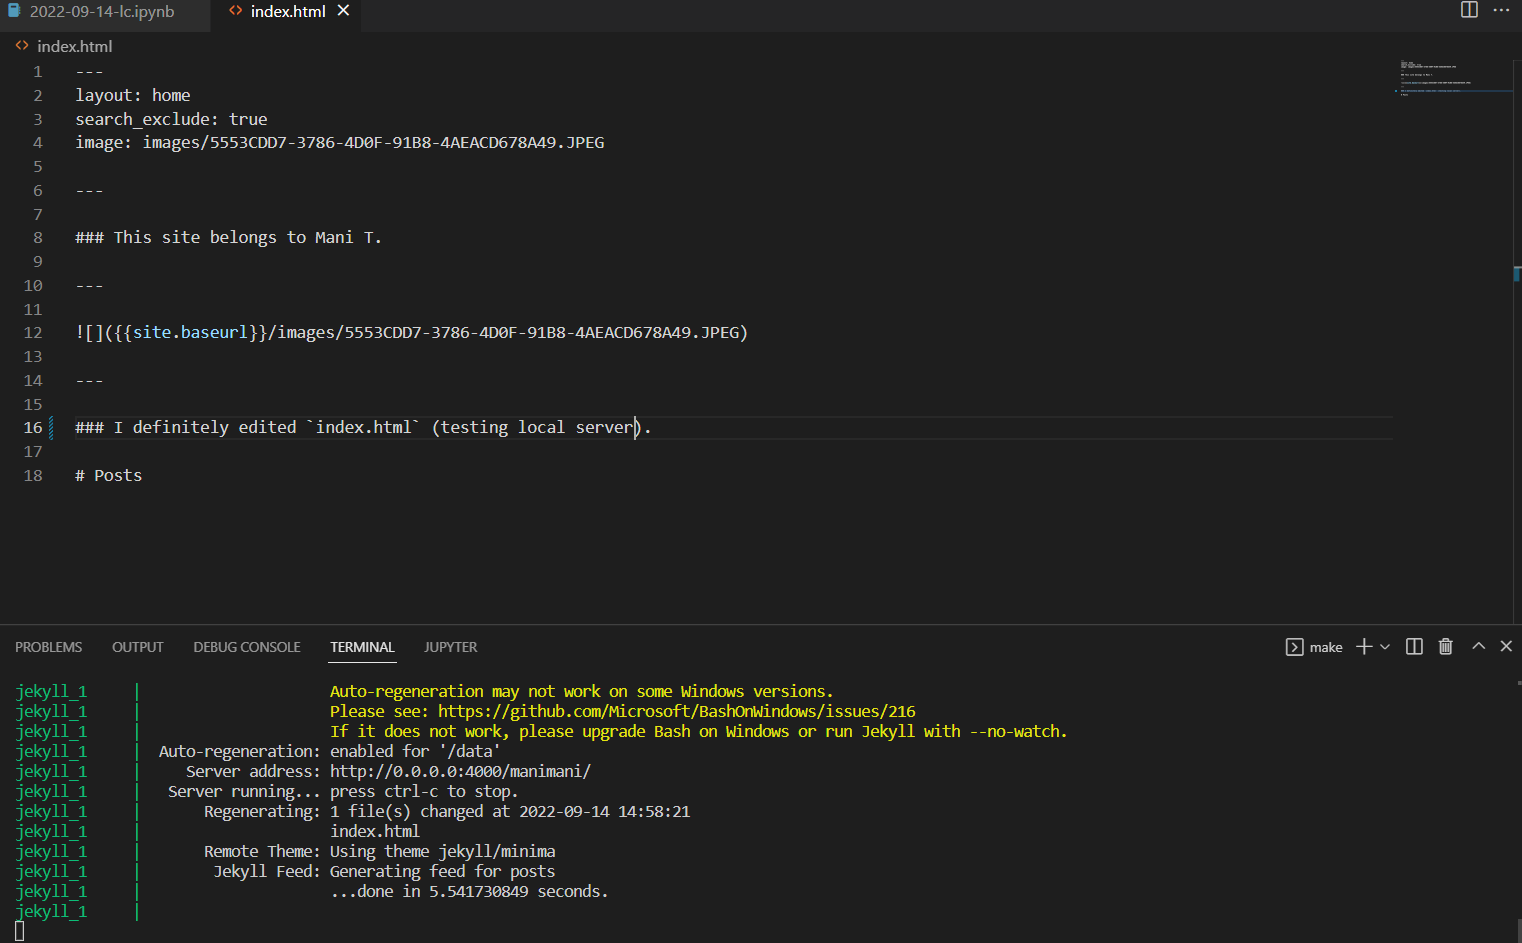 2022-09-14-lc.ipynb
<> index.html ×
<> index.html
1 ---
2 layout: home
3 search_exclude: true
4 image: images/5553CDD7-3786-4D0F-91B8-4AEACD678A49.JPEG
5
6 ---
7
8 ### This site belongs to Mani T.
9
10 ---
11
12 ![]({{site.baseurl}}/images/5553CDD7-3786-4D0F-91B8-4AEACD678A49.JPEG)
13
14 ---
15
16 ### I definitely edited `index.html` (testing local server).
17
18 # Posts
PROBLEMS OUTPUT DEBUG CONSOLE TERMINAL JUPYTER
make
jekyll_1 | Auto-regeneration may not work on some Windows versions.
jekyll_1 | Please see: https://github.com/Microsoft/BashOnWindows/issues/216
jekyll_1 | If it does not work, please upgrade Bash on Windows or run Jekyll with --no-watch.
jekyll_1 | Auto-regeneration: enabled for '/data'
jekyll_1 | Server address: http://0.0.0.0:4000/manimani/
jekyll_1 | Server running... press ctrl-c to stop.
jekyll_1 | Regenerating: 1 file(s) changed at 2022-09-14 14:58:21
jekyll_1 | index.html
jekyll_1 | Remote Theme: Using theme jekyll/minima
jekyll_1 | Jekyll Feed: Generating feed for posts
jekyll_1 | ...done in 5.541730849 seconds.
jekyll_1 |